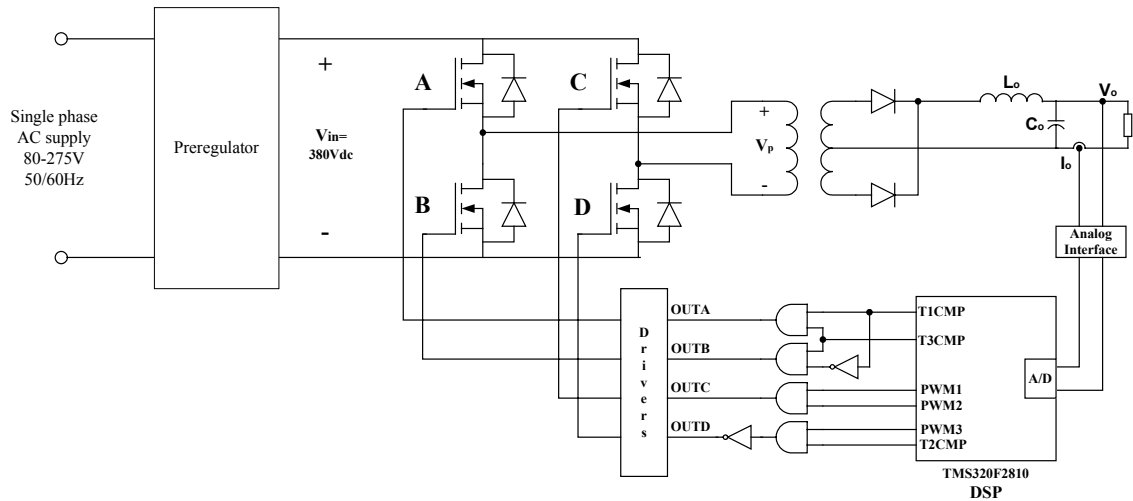 Single phase
AC supply
80-275V
50/60Hz
Preregulator
+
Vin=
380Vdc
-
A
B
C
D
+
Vp
-
Lo
Co
Vo
Io
Analog
Interface
Drivers
OUTA
OUTB
OUTC
OUTD
T1CMP
T3CMP
PWM1
PWM2
PWM3
T2CMP
A/D
TMS320F2810
DSP